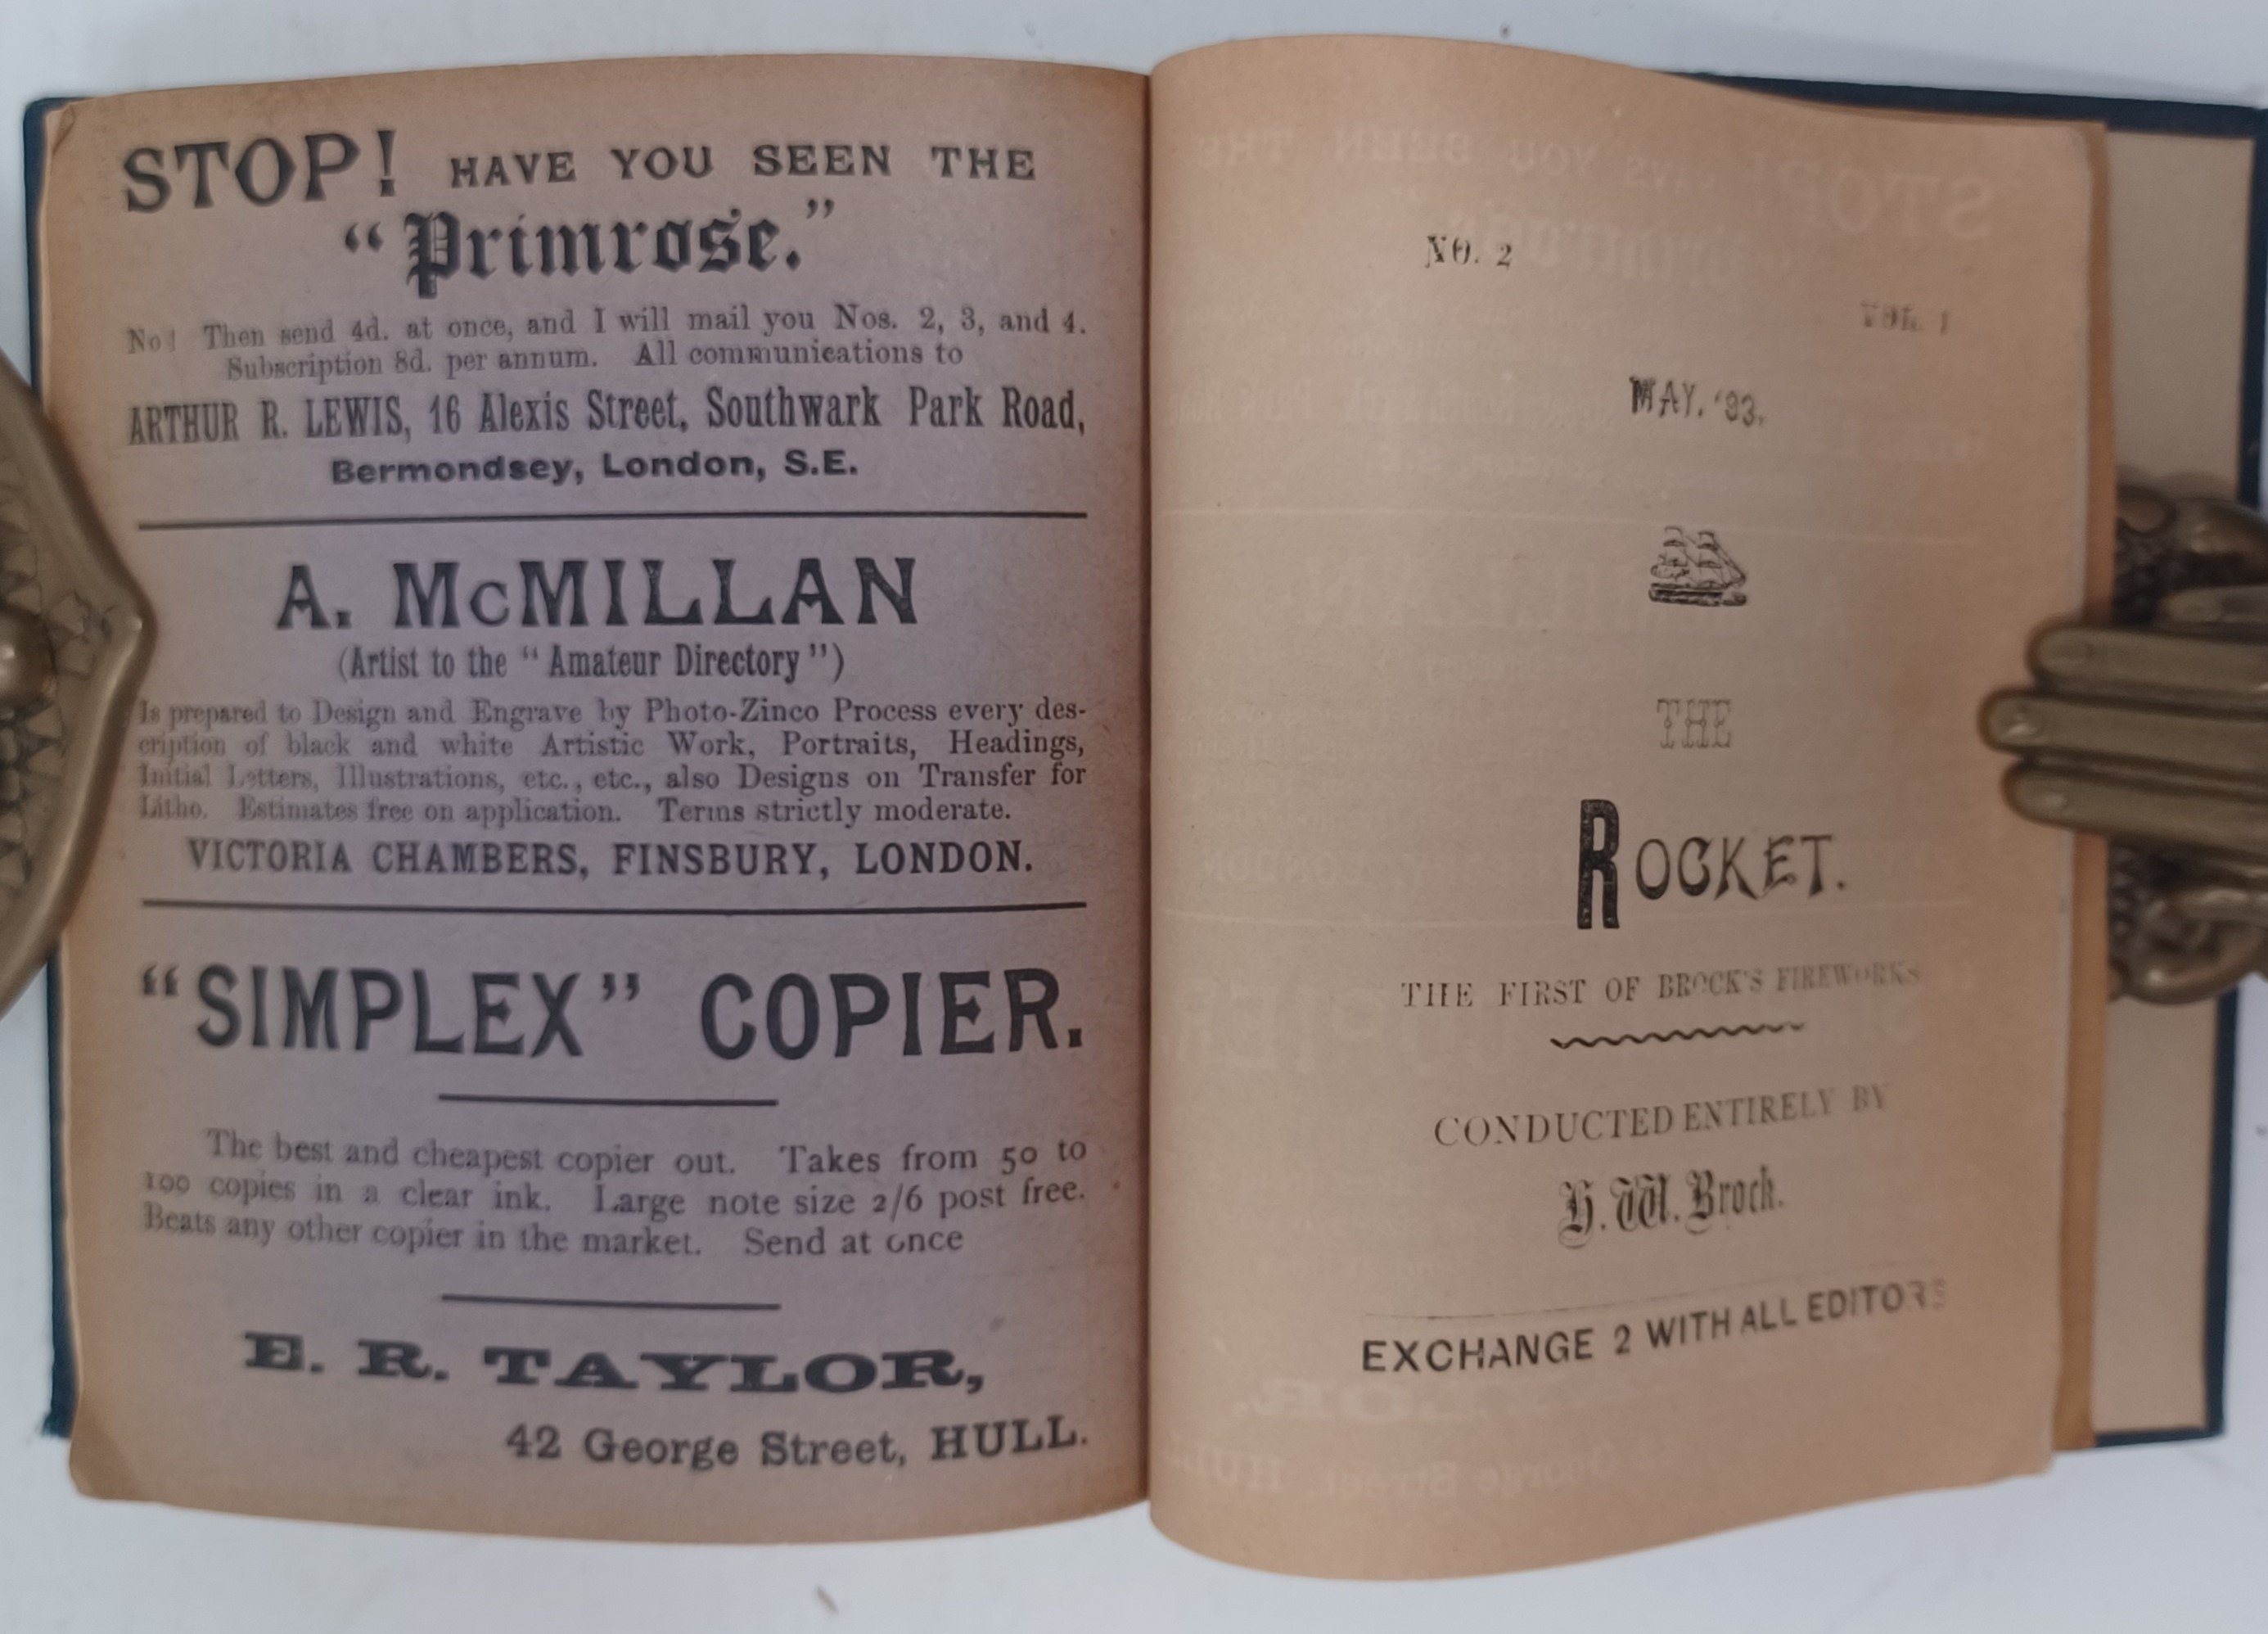 STOP! HAVE YOU SEEN THE
“Primrose.”
No! Then send 4d. at once, and I will mail you Nos. 2, 3, and 4.
Subscription 8d. per annum. All communications to
ARTHUR R. LEWIS, 16 Alexis Street, Southwark Park Road,
Bermondsey, London, S.E.
A. McMILLAN
(Artist to the “Amateur Directory”)
Is prepared to Design and Engrave by Photo-Zinco Process every des-
cription of black and white Artistic Work, Portraits, Headings,
Initial Letters, Illustrations, etc., etc., also Designs on Transfer for
Litho. Estimates free on application. Terms strictly moderate.
VICTORIA CHAMBERS, FINSBURY, LONDON.
“SIMPLEX” COPIER.
The best and cheapest copier out. Takes from 50 to
100 copies in a clear ink. Large note size 2/6 post free.
Beats any other copier in the market. Send at once
E. R. TAYLOR,
42 George Street, HULL.
NO. 2
VOL. 1
MAY. '93.
THE
ROCKET.
THE FIRST OF BROCK'S FIREWORKS
CONDUCTED ENTIRELY BY
H. W. Brock.
EXCHANGE 2 WITH ALL EDITORS